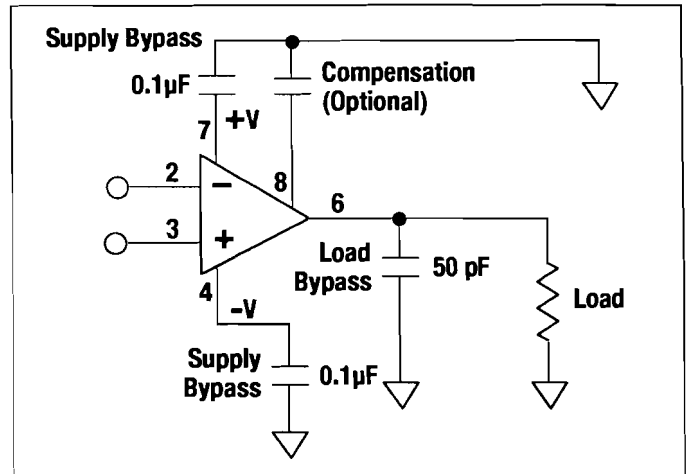 Supply Bypass
0.1µF
Compensation
(Optional)
7
+V
2
−
8
6
3
+
Load
Bypass
50 pF
Load
4
−V
Supply
Bypass
0.1µF